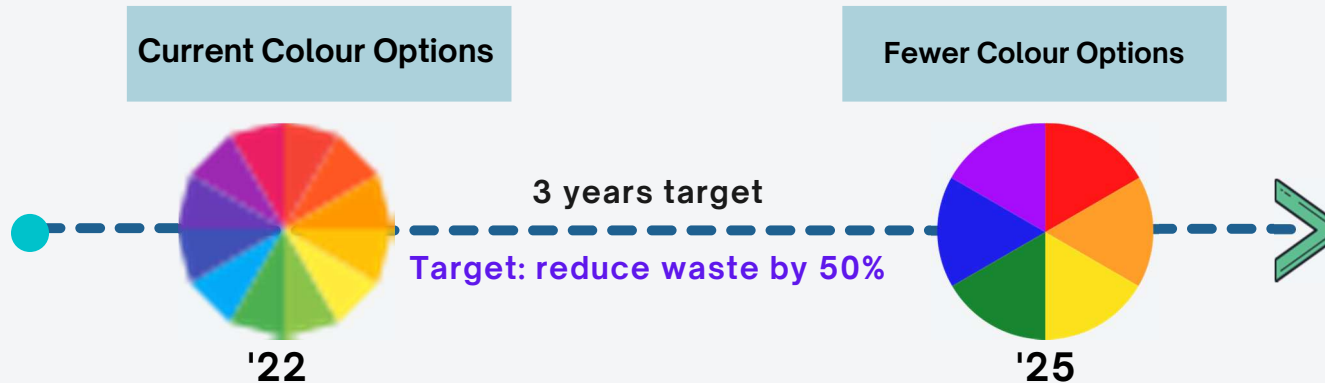 Current Colour Options
Fewer Colour Options
3 years target
Target: reduce waste by 50%
'22
'25